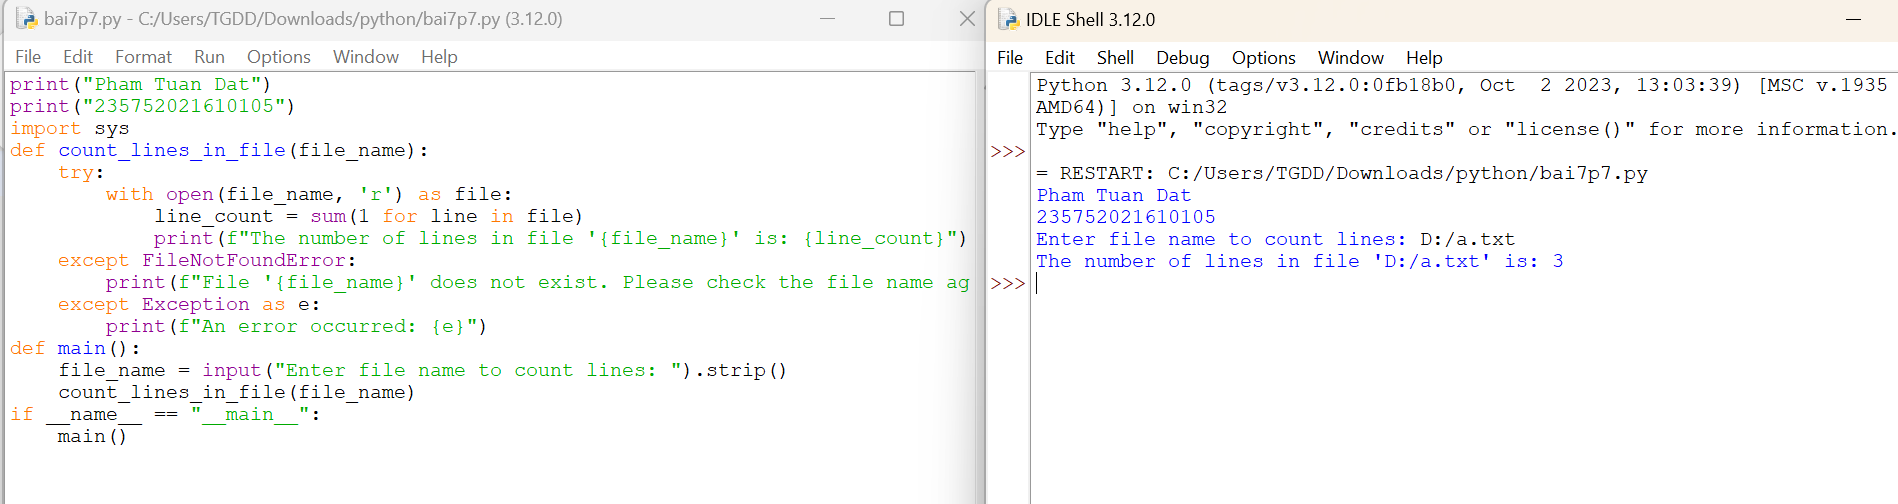 bai7p7.py - C:/Users/TGDD/Downloads/python/bai7p7.py (3.12.0)
File Edit Format Run Options Window Help
print("Pham Tuan Dat")
print("235752021610105")
import sys
def count_lines_in_file(file_name):
    try:
        with open(file_name, 'r') as file:
            line_count = sum(1 for line in file)
            print(f"The number of lines in file '{file_name}' is: {line_count}")
    except FileNotFoundError:
        print(f"File '{file_name}' does not exist. Please check the file name ag
    except Exception as e:
        print(f"An error occurred: {e}")
def main():
    file_name = input("Enter file name to count lines: ").strip()
    count_lines_in_file(file_name)
if __name__ == "__main__":
    main()
IDLE Shell 3.12.0
File Edit Shell Debug Options Window Help
Python 3.12.0 (tags/v3.12.0:0fb18b0, Oct  2 2023, 13:03:39) [MSC v.1935
AMD64)] on win32
Type "help", "copyright", "credits" or "license()" for more information.
>>>
= RESTART: C:/Users/TGDD/Downloads/python/bai7p7.py
Pham Tuan Dat
235752021610105
Enter file name to count lines: D:/a.txt
The number of lines in file 'D:/a.txt' is: 3
>>>